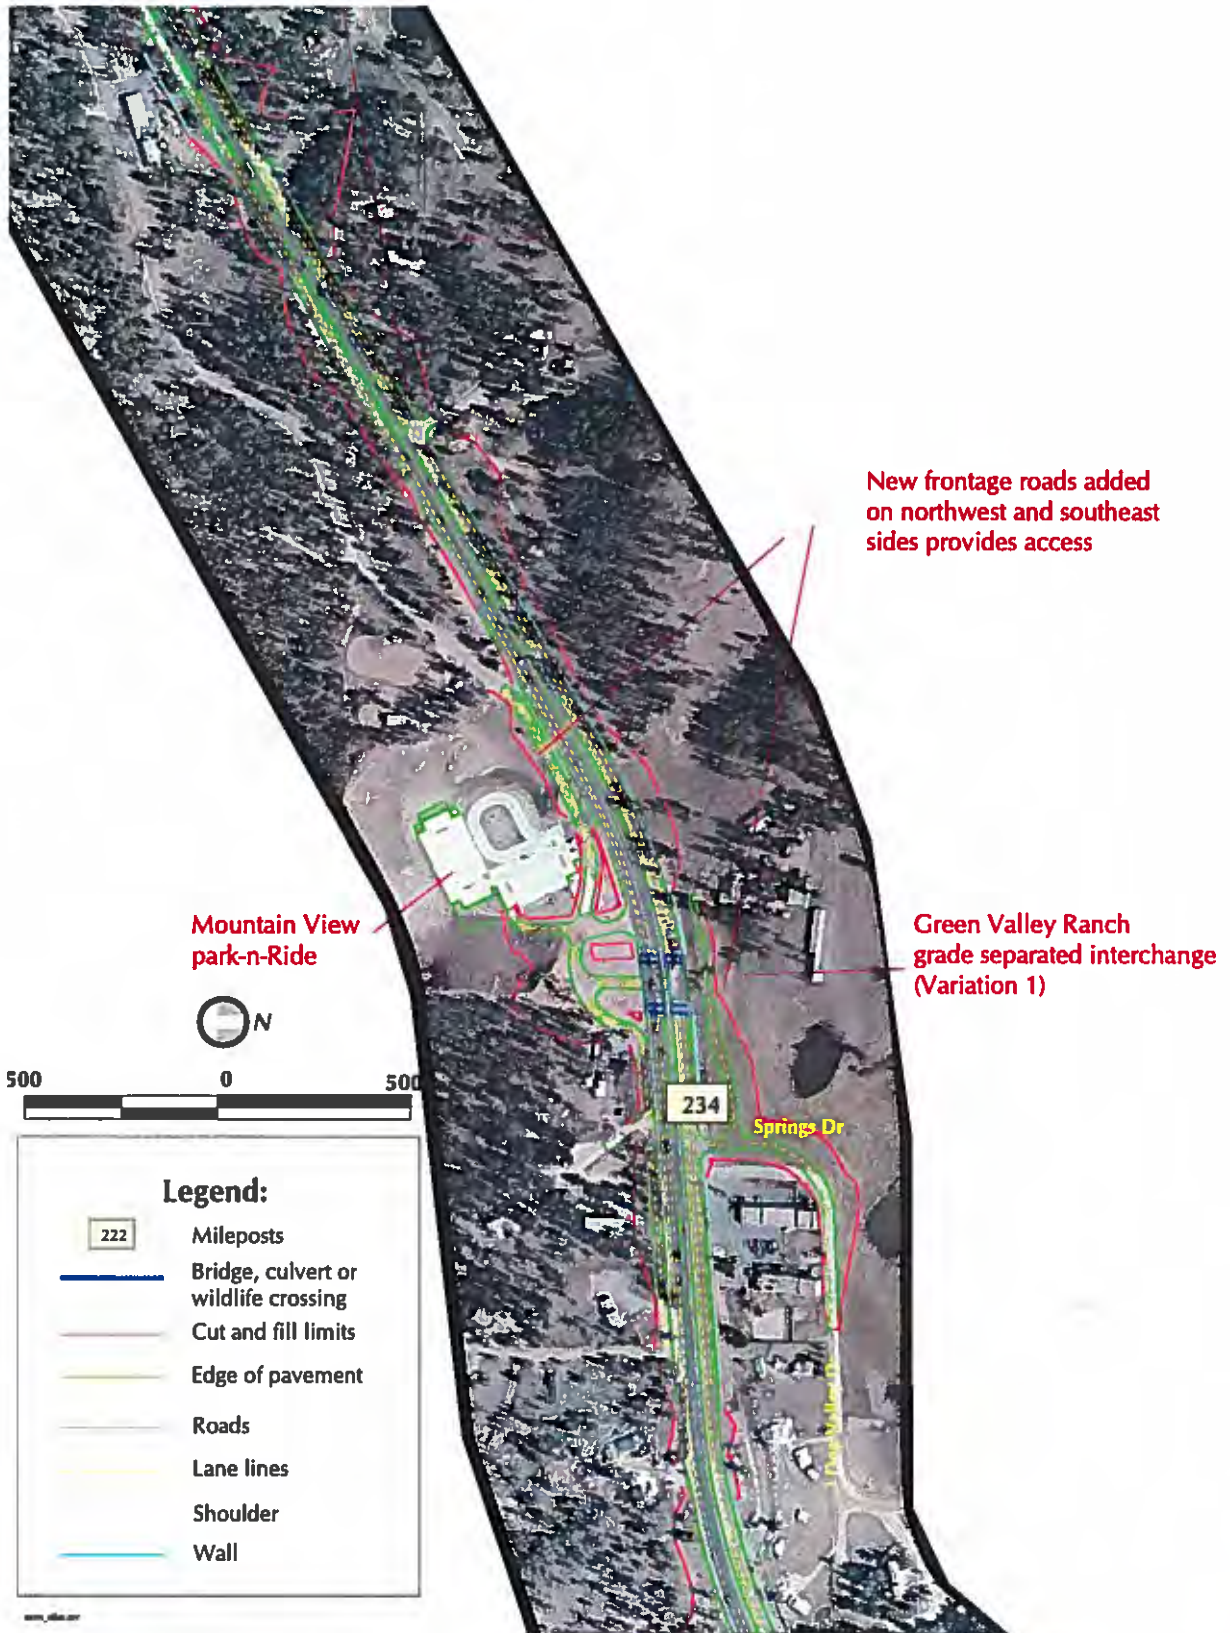 New frontage roads added
on northwest and southeast
sides provides access
Mountain View
park-n-Ride
Green Valley Ranch
grade separated interchange
(Variation 1)
N
500 0 500
234
Springs Dr
Legend:
222 Mileposts
Bridge, culvert or
wildlife crossing
Cut and fill limits
Edge of pavement
Roads
Lane lines
Shoulder
Wall